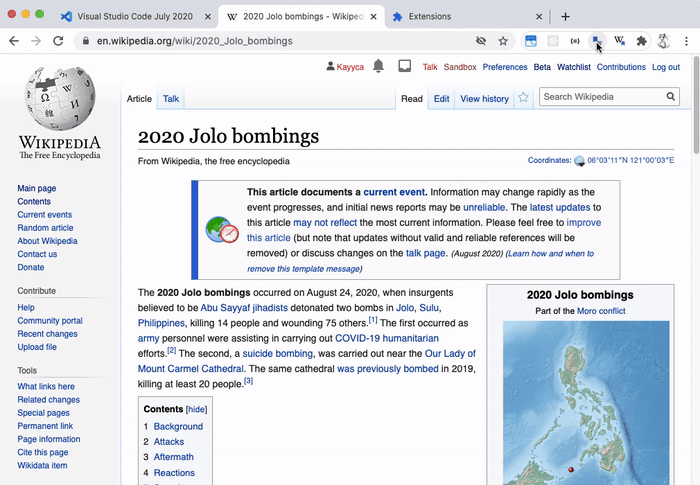 Visual Studio Code July 2020
2020 Jolo bombings - Wikiped
Extensions
en.wikipedia.org/wiki/2020_Jolo_bombings
Kayyca
Talk Sandbox Preferences Beta Watchlist Contributions Log out
Article Talk
Read Edit View history
Search Wikipedia
WIKIPEDIA
The Free Encyclopedia
Main page
Contents
Current events
Random article
About Wikipedia
Contact us
Donate
Contribute
Help
Community portal
Recent changes
Upload file
Tools
What links here
Related changes
Special pages
Permanent link
Page information
Cite this page
Wikidata item
2020 Jolo bombings
From Wikipedia, the free encyclopedia
Coordinates: 06°03′11″N 121°00′03″E
This article documents a current event. Information may change rapidly as the
event progresses, and initial news reports may be unreliable. The latest updates to
this article may not reflect the most current information. Please feel free to improve
this article (but note that updates without valid and reliable references will be
removed) or discuss changes on the talk page. (August 2020) (Learn how and when to
remove this template message)
The 2020 Jolo bombings occurred on August 24, 2020, when insurgents
believed to be Abu Sayyaf jihadists detonated two bombs in Jolo, Sulu,
Philippines, killing 14 people and wounding 75 others.[1] The first occurred as
army personnel were assisting in carrying out COVID-19 humanitarian
efforts.[2] The second, a suicide bombing, was carried out near the Our Lady of
Mount Carmel Cathedral. The same cathedral was previously bombed in 2019,
killing at least 20 people.[3]
Contents [hide]
1 Background
2 Attacks
3 Aftermath
4 Reactions
2020 Jolo bombings
Part of the Moro conflict